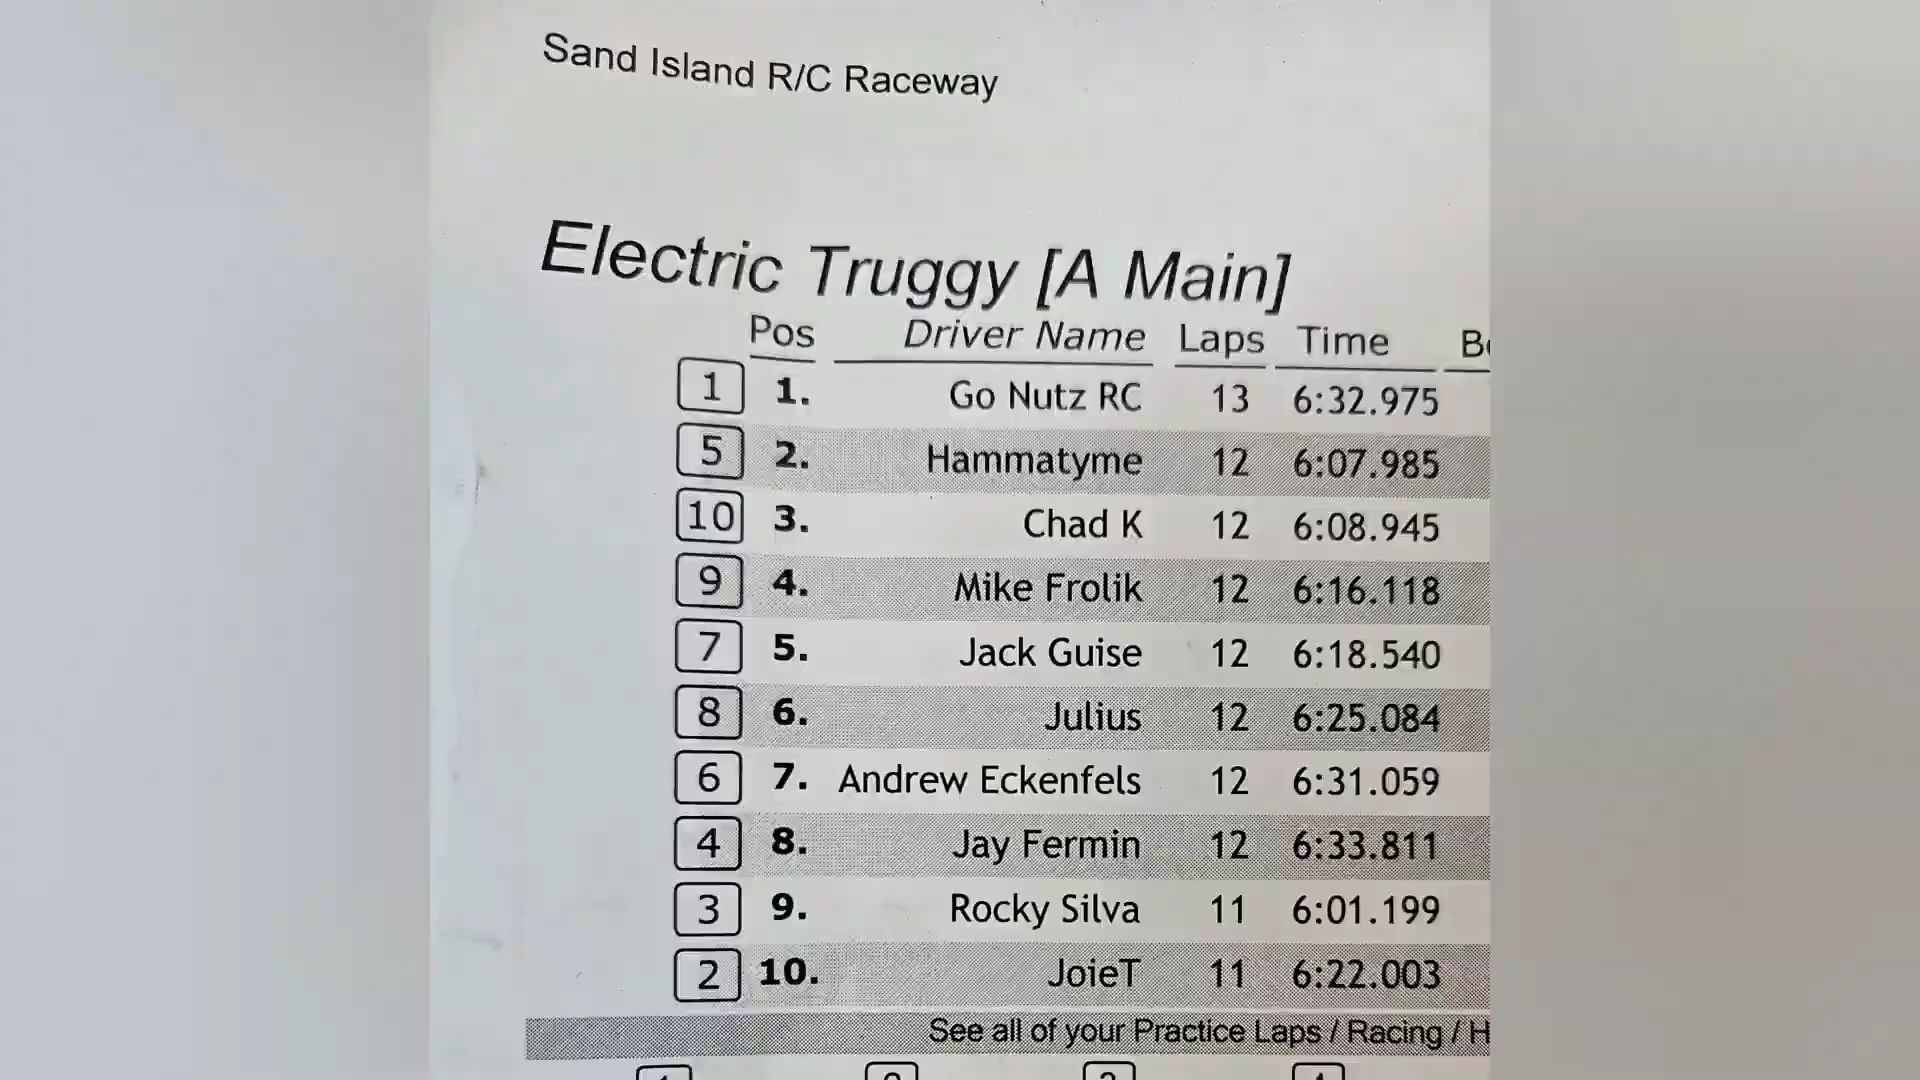 Sand Island R/C Raceway
Electric Truggy [A Main]
Pos Driver Name Laps Time
1 1. Go Nutz RC 13 6:32.975
5 2. Hammatyme 12 6:07.985
10 3. Chad K 12 6:08.945
9 4. Mike Frolik 12 6:16.118
7 5. Jack Guise 12 6:18.540
8 6. Julius 12 6:25.084
6 7. Andrew Eckenfels 12 6:31.059
4 8. Jay Fermin 12 6:33.811
3 9. Rocky Silva 11 6:01.199
2 10. JoieT 11 6:22.003
See all of your Practice Laps / Racing / H